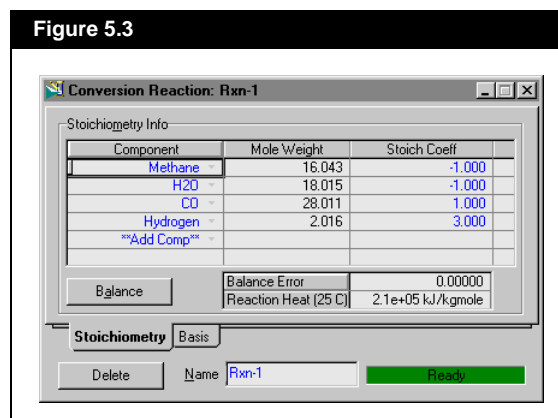 Figure 5.3
Conversion Reaction: Rxn-1
Stoichiometry Info
Component Mole Weight Stoich Coeff
Methane 16.043 -1.000
H2O 18.015 -1.000
CO 28.011 1.000
Hydrogen 2.016 3.000
**Add Comp**
Balance
Balance Error 0.00000
Reaction Heat (25 C) 2.1e+05 kJ/kgmole
Stoichiometry Basis
Delete Name Rxn-1 Ready